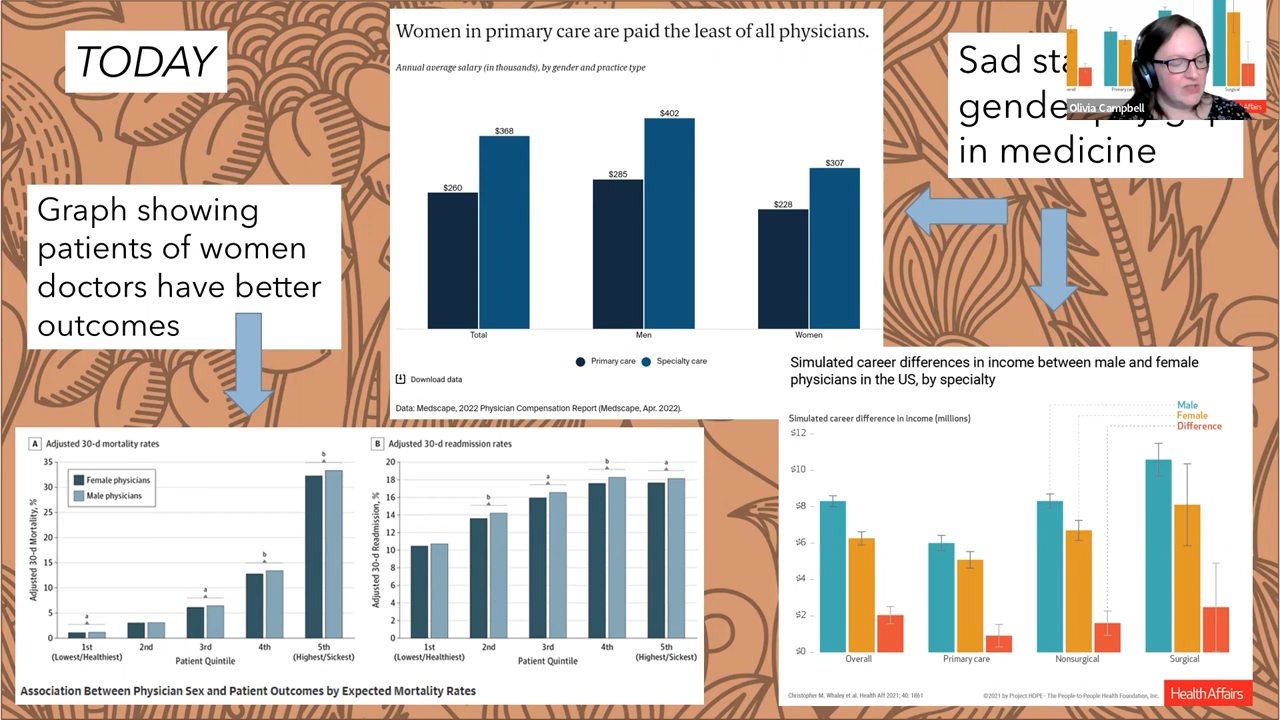 TODAY
Graph showing
patients of women
doctors have better
outcomes
Women in primary care are paid the least of all physicians.
Annual average salary (in thousands), by gender and practice type
$260
$368
$285
$402
$228
$307
Total
Men
Women
Primary care
Specialty care
Download data
Data: Medscape, 2022 Physician Compensation Report (Medscape, Apr. 2022).
Sad
gende
in medicine
Olivia Campbell
Primary care
Surgical
A Adjusted 30-d mortality rates
Adjusted 30-d Mortality, %
35
30
25
20
15
10
5
0
Female physicians
Male physicians
a
a
b
b
1st
(Lowest/Healthiest)
2nd
3rd
4th
5th
(Highest/Sickest)
Patient Quintile
B Adjusted 30-d readmission rates
Adjusted 30-d Readmission, %
20
18
16
14
12
10
8
6
4
2
0
b
a
b
a
1st
(Lowest/Healthiest)
2nd
3rd
4th
5th
(Highest/Sickest)
Patient Quintile
Association Between Physician Sex and Patient Outcomes by Expected Mortality Rates
Simulated career differences in income between male and female
physicians in the US, by specialty
Simulated career difference in income (millions)
Male
Female
Difference
$12
$10
$8
$6
$4
$2
$0
Overall
Primary care
Nonsurgical
Surgical
Christopher M. Whaley et al. Health Aff 2021; 40: 1861
©2021 by Project HOPE - The People-to-People Health Foundation, Inc.
HealthAffairs